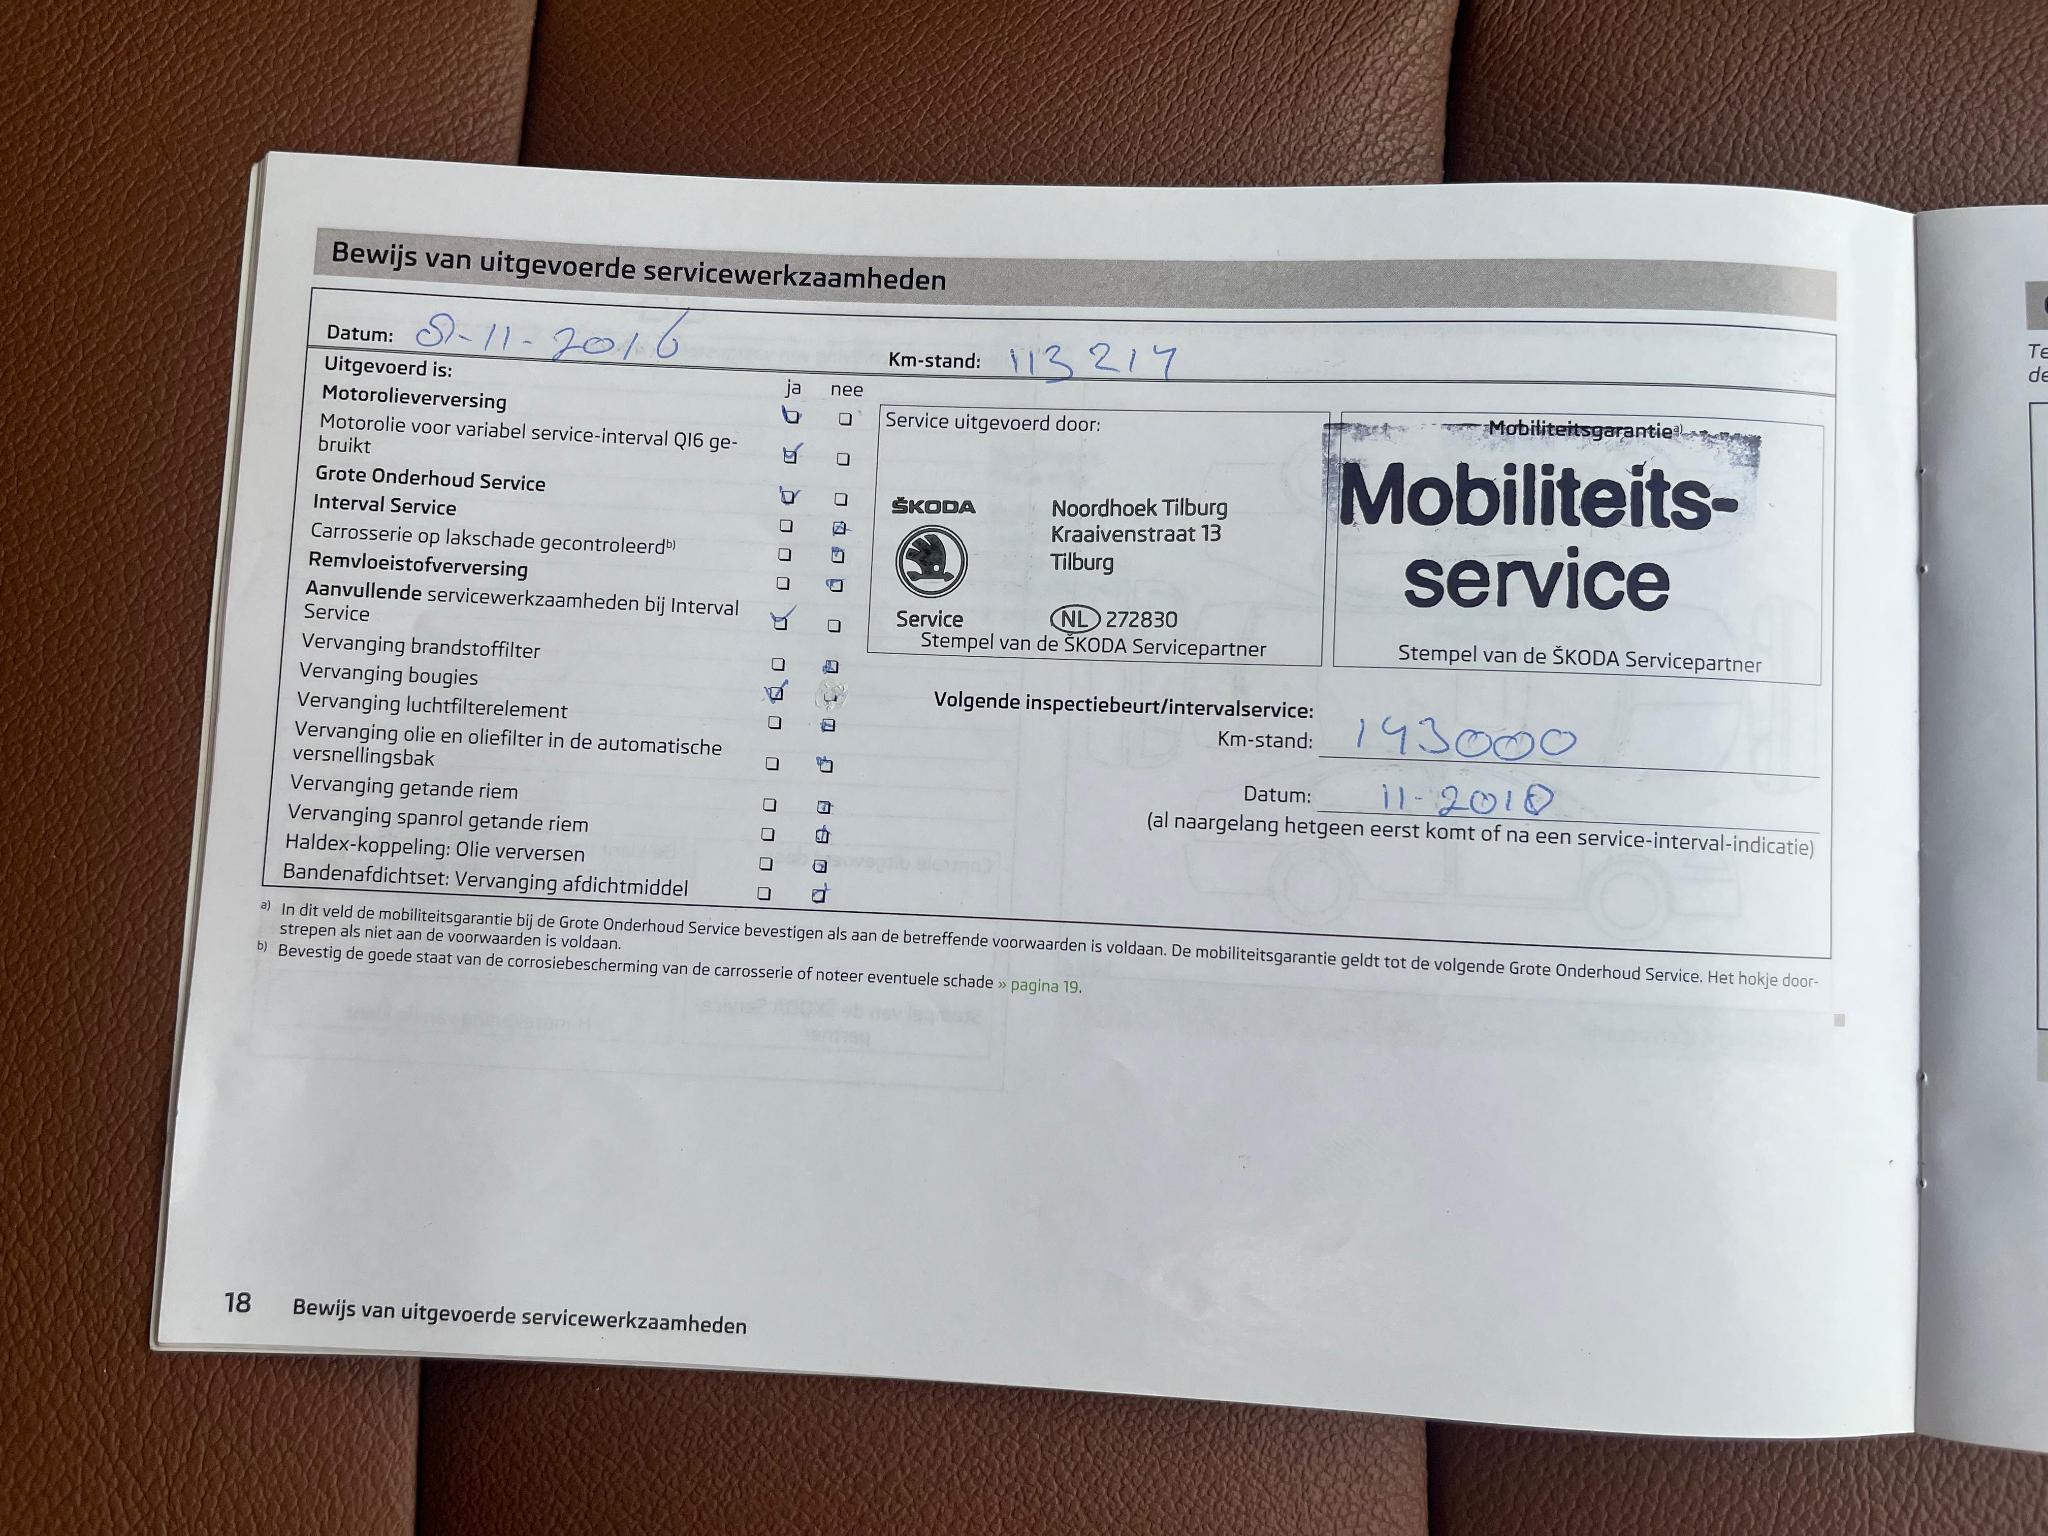 Bewijs van uitgevoerde servicewerkzaamheden
Datum: 8-11-2016
Km-stand: 113217
Uitgevoerd is:
ja nee
Motorolieverversing
Motorolie voor variabel service-interval QI6 ge-
bruikt
Grote Onderhoud Service
Interval Service
Carrosserie op lakschade gecontroleerd b)
Remvloeistofverversing
Aanvullende servicewerkzaamheden bij Interval
Service
Vervanging brandstoffilter
Vervanging bougies
Vervanging luchtfilterelement
Vervanging olie en oliefilter in de automatische
versnellingsbak
Vervanging getande riem
Vervanging spanrol getande riem
Haldex-koppeling: Olie verversen
Bandenafdichtset: Vervanging afdichtmiddel
Service uitgevoerd door:
ŠKODA
Service
Noordhoek Tilburg
Kraaivenstraat 13
Tilburg
NL 272830
Stempel van de ŠKODA Servicepartner
Mobiliteitsgarantie a)
Mobiliteits-
service
Stempel van de ŠKODA Servicepartner
Volgende inspectiebeurt/intervalservice:
Km-stand: 143000
Datum: 11-2018
(al naargelang hetgeen eerst komt of na een service-interval-indicatie)
a) In dit veld de mobiliteitsgarantie bij de Grote Onderhoud Service bevestigen als aan de betreffende voorwaarden is voldaan. De mobiliteitsgarantie geldt tot de volgende Grote Onderhoud Service. Het hokje door-
strepen als niet aan de voorwaarden is voldaan.
b) Bevestig de goede staat van de corrosiebescherming van de carrosserie of noteer eventuele schade » pagina 19.
18 Bewijs van uitgevoerde servicewerkzaamheden
Te
de